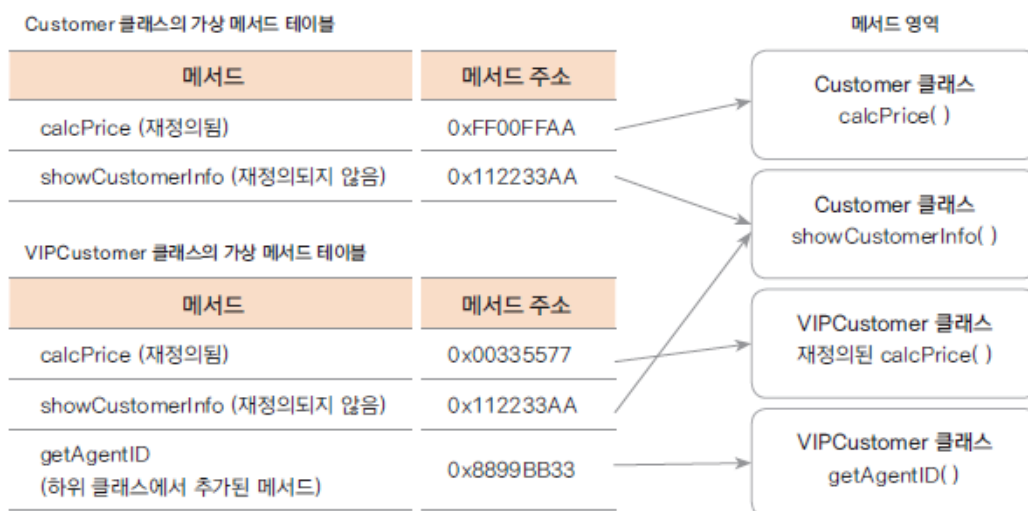 Customer 클래스의 가상 메서드 테이블
메서드 메서드 주소
calcPrice (재정의됨) 0xFF00FFAA
showCustomerInfo (재정의되지 않음) 0x112233AA
VIPCustomer 클래스의 가상 메서드 테이블
메서드 메서드 주소
calcPrice (재정의됨) 0x00335577
showCustomerInfo (재정의되지 않음) 0x112233AA
getAgentID
(하위 클래스에서 추가된 메서드) 0x8899BB33
메서드 영역
Customer 클래스
calcPrice( )
Customer 클래스
showCustomerInfo( )
VIPCustomer 클래스
재정의된 calcPrice( )
VIPCustomer 클래스
getAgentID( )